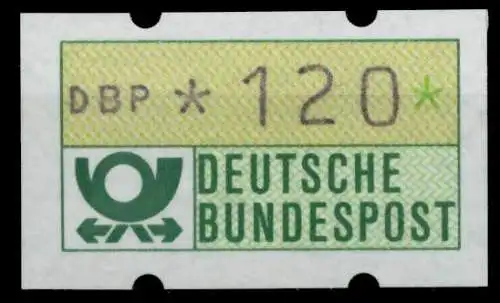 DBP * 120*
DEUTSCHE
BUNDESPOST